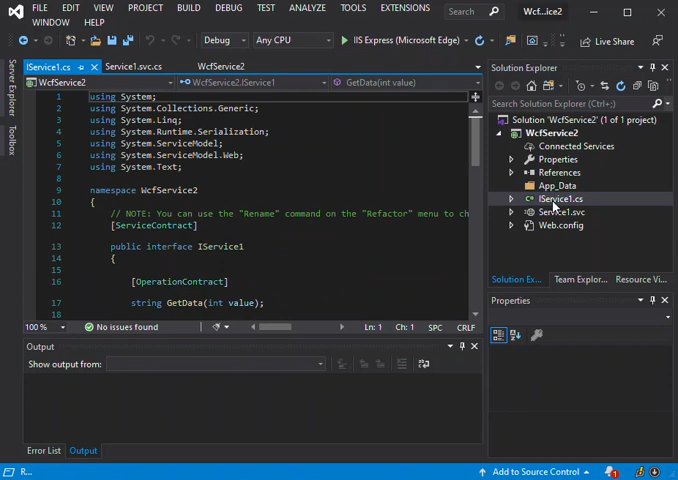 FILE EDIT VIEW PROJECT BUILD DEBUG TEST ANALYZE TOOLS EXTENSIONS Search Wcf...ice2
WINDOW HELP
Debug Any CPU IIS Express (Microsoft Edge) Live Share
Server Explorer
Toolbox
IService1.cs Service1.svc.cs WcfService2
WcfService2 WcfService2.IService1 GetData(int value)
1 using System;
2 using System.Collections.Generic;
3 using System.Linq;
4 using System.Runtime.Serialization;
5 using System.ServiceModel;
6 using System.ServiceModel.Web;
7 using System.Text;
8
9 namespace WcfService2
10 {
11 // NOTE: You can use the "Rename" command on the "Refactor" menu to ch
12 [ServiceContract]
13 public interface IService1
14 {
15
16 [OperationContract]
17 string GetData(int value);
18
100 % No issues found Ln: 1 Ch: 1 SPC CRLF
Output
Show output from:
Error List Output
Solution Explorer
Search Solution Explorer (Ctrl+;)
Solution 'WcfService2' (1 of 1 project)
WcfService2
Connected Services
Properties
References
App_Data
IService1.cs
Service1.svc
Web.config
Solution Ex... Team Explor... Resource Vi...
Properties
R... Add to Source Control 1